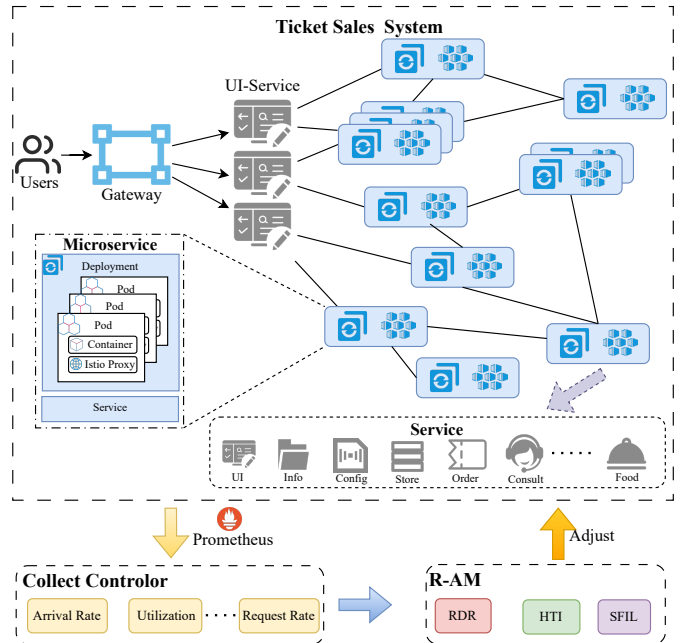 Ticket Sales System
UI-Service
Users
Gateway
Microservice
Deployment
Pod
Pod
Pod
Container
Istio Proxy
Service
Service
UI
Info
Config
Store
Order
Consult
Food
Prometheus
Adjust
Collect Controlor
Arrival Rate
Utilization
Request Rate
R-AM
RDR
HTI
SFIL